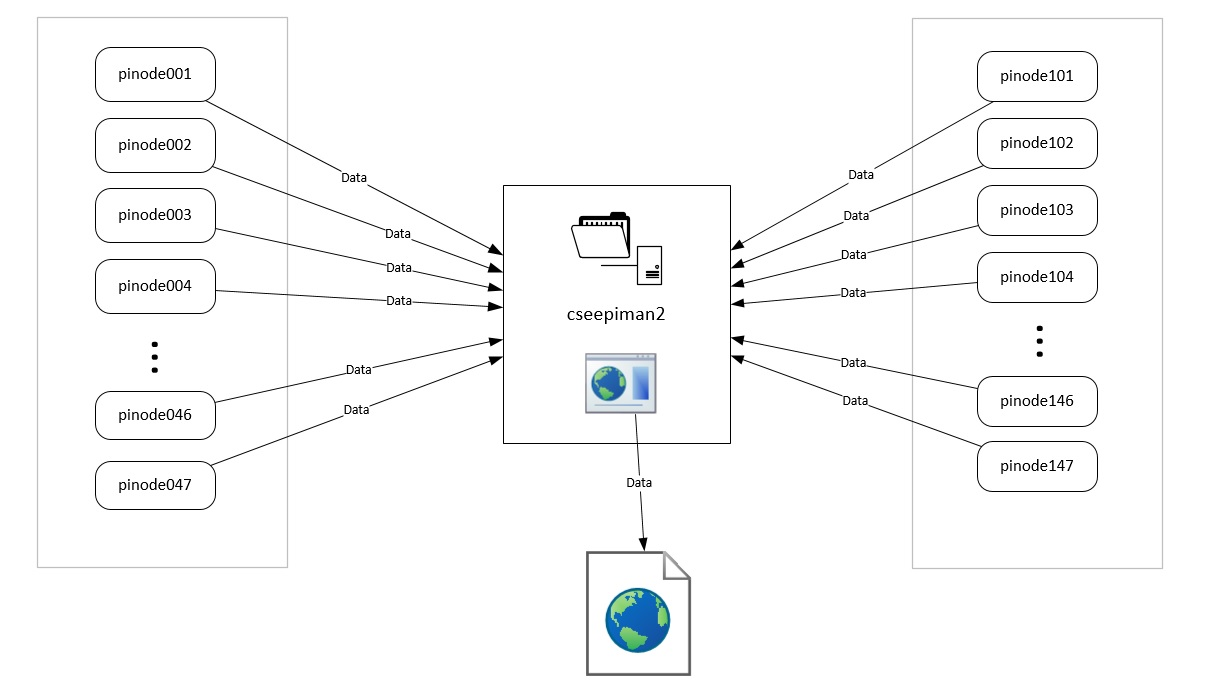 pinode001
pinode002
pinode003
pinode004
pinode046
pinode047
Data
Data
Data
Data
Data
Data
cseepiman2
Data
Data
Data
Data
Data
Data
Data
pinode101
pinode102
pinode103
pinode104
pinode146
pinode147